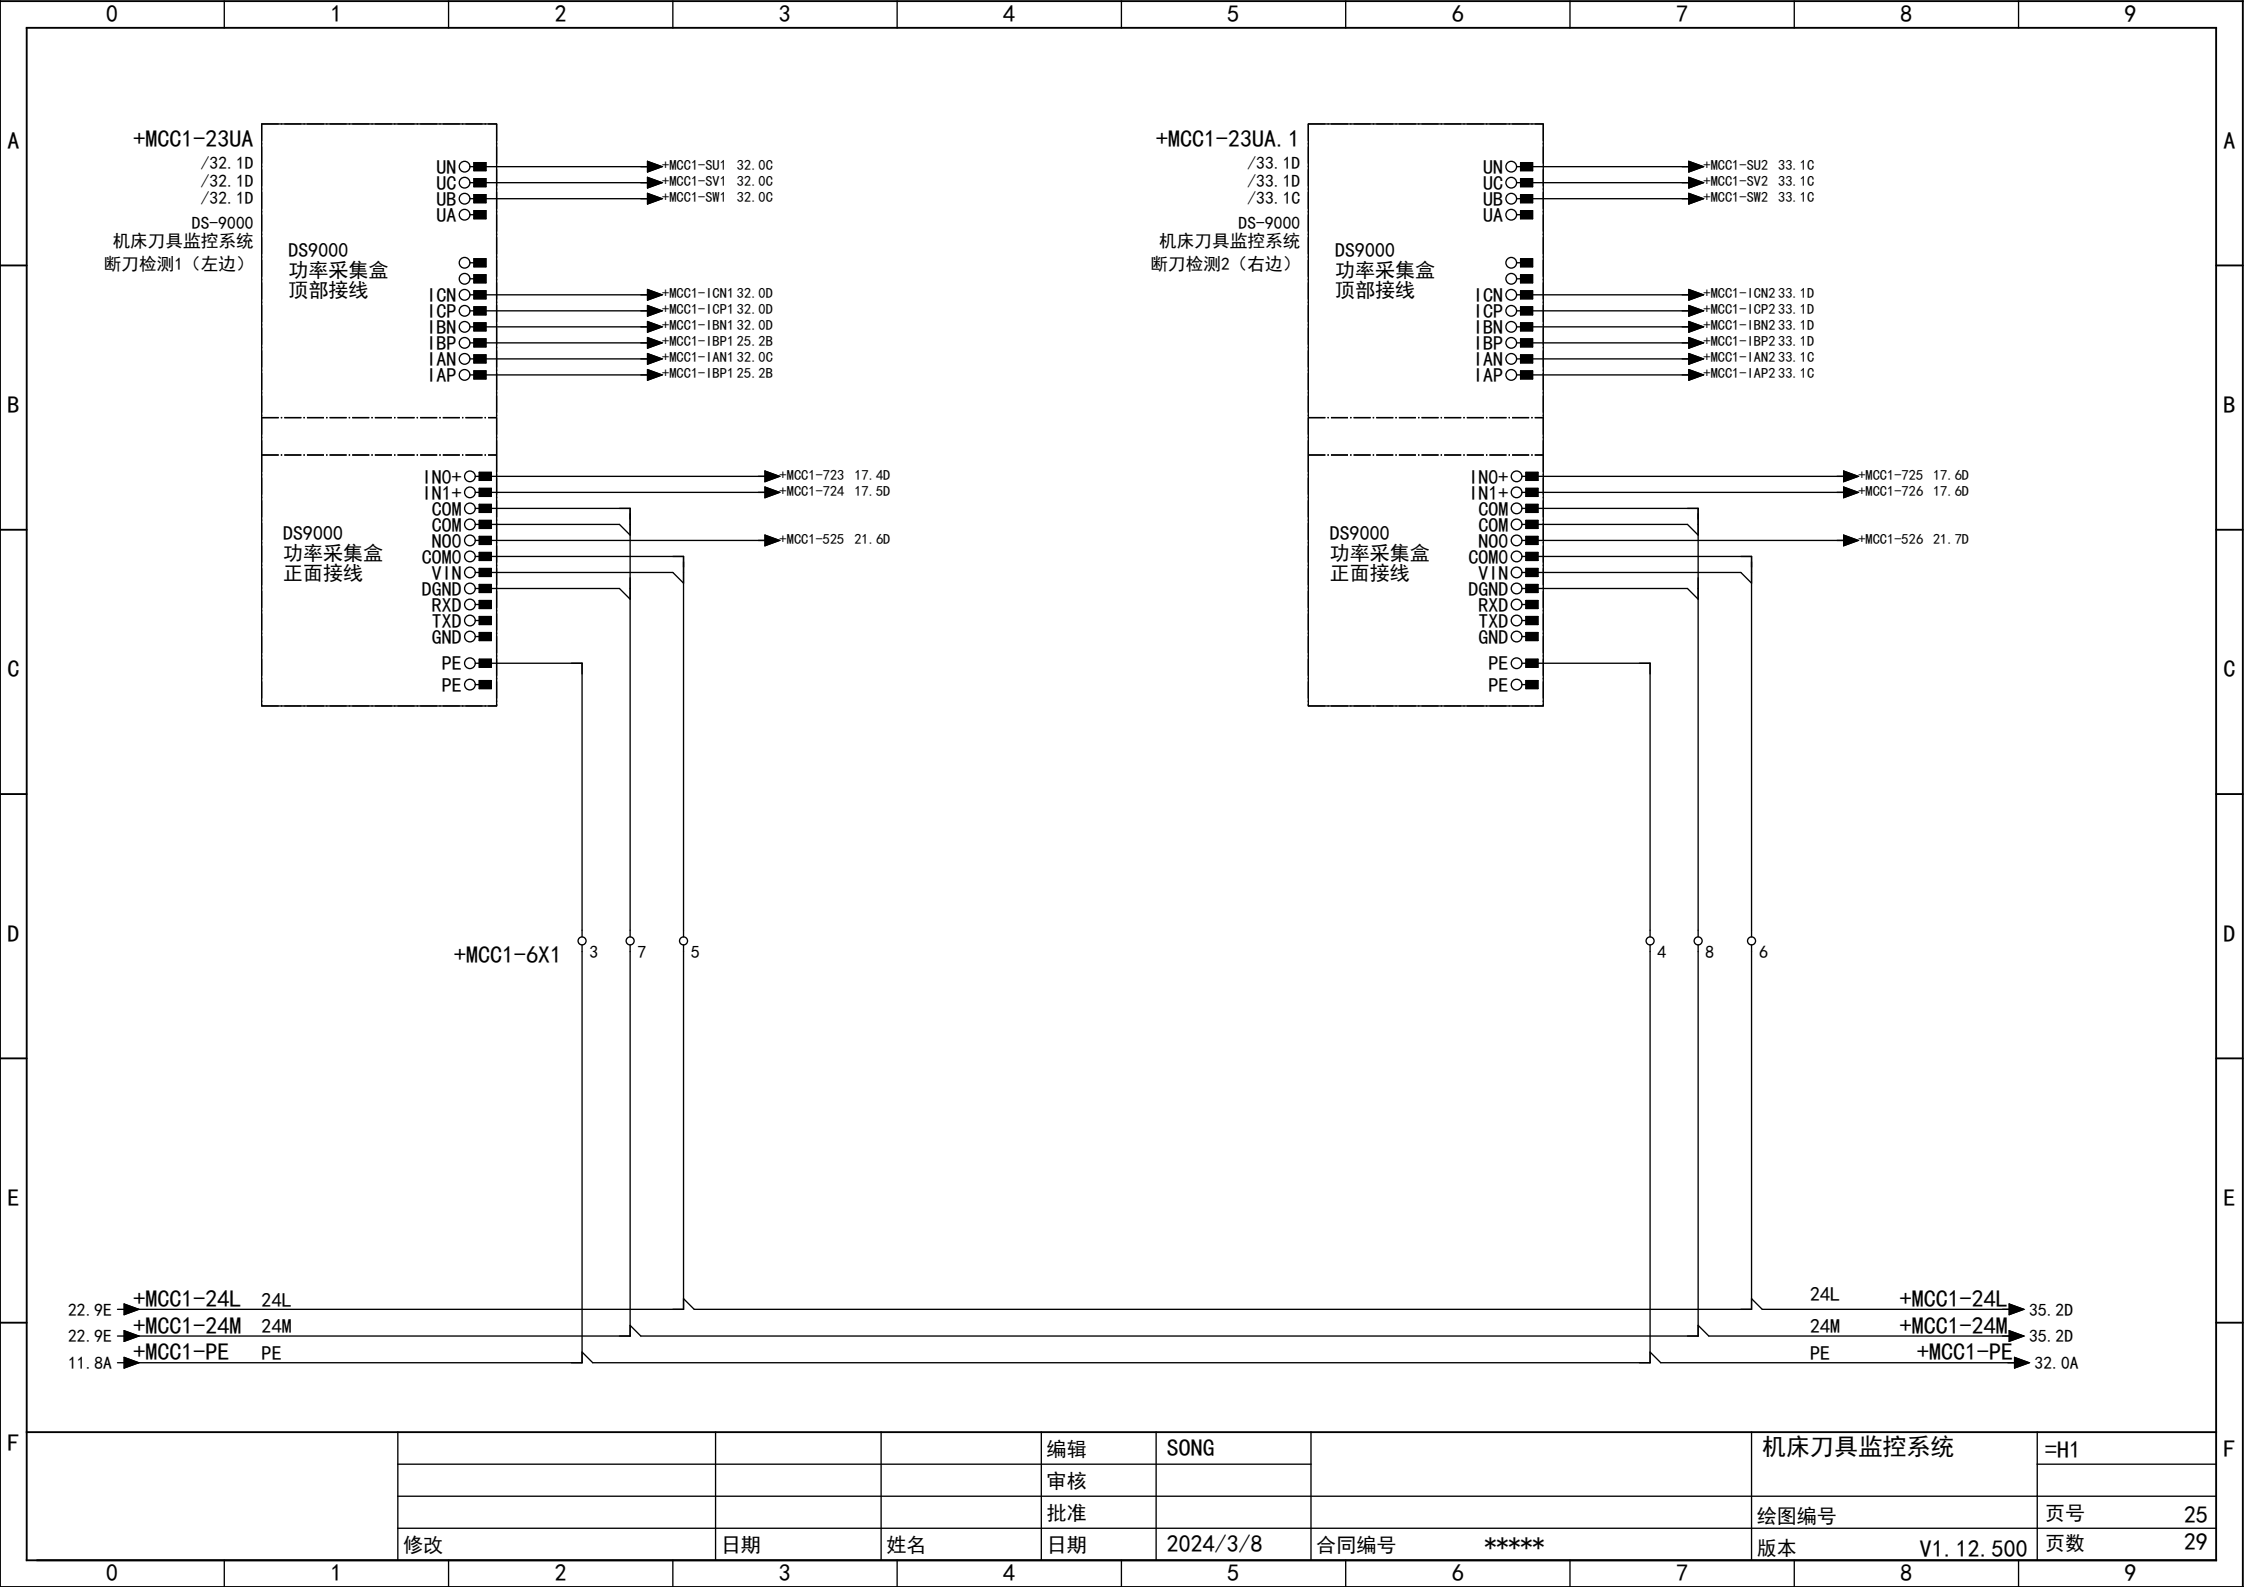 0 1 2 3 4 5 6 7 8 9
A
A
+MCC1-23UA
/32.1D
/32.1D
/32.1D
DS-9000
机床刀具监控系统
断刀检测1（左边）
DS9000
功率采集盒
顶部接线
UN +MCC1-SU1 32.0C
UC +MCC1-SV1 32.0C
UB +MCC1-SW1 32.0C
UA
ICN +MCC1-ICN1 32.0D
ICP +MCC1-ICP1 32.0D
IBN +MCC1-IBN1 32.0D
IBP +MCC1-IBP1 25.2B
IAN +MCC1-IAN1 32.0C
IAP +MCC1-IBP1 25.2B
DS9000
功率采集盒
正面接线
IN0+ +MCC1-723 17.4D
IN1+ +MCC1-724 17.5D
COM
COM
NO0 +MCC1-525 21.6D
COM0
VIN
DGND
RXD
TXD
GND
PE
PE
+MCC1-23UA.1
/33.1D
/33.1D
/33.1C
DS-9000
机床刀具监控系统
断刀检测2（右边）
DS9000
功率采集盒
顶部接线
UN +MCC1-SU2 33.1C
UC +MCC1-SV2 33.1C
UB +MCC1-SW2 33.1C
UA
ICN +MCC1-ICN2 33.1D
ICP +MCC1-ICP2 33.1D
IBN +MCC1-IBN2 33.1D
IBP +MCC1-IBP2 33.1D
IAN +MCC1-IAN2 33.1C
IAP +MCC1-IAP2 33.1C
DS9000
功率采集盒
正面接线
IN0+ +MCC1-725 17.6D
IN1+ +MCC1-726 17.6D
COM
COM
NO0 +MCC1-526 21.7D
COM0
VIN
DGND
RXD
TXD
GND
PE
PE
B
B
C
C
D
D
+MCC1-6X1 3 7 5 4 8 6
E
E
22.9E +MCC1-24L 24L 24L +MCC1-24L 35.2D
22.9E +MCC1-24M 24M 24M +MCC1-24M 35.2D
11.8A +MCC1-PE PE PE +MCC1-PE 32.0A
F
F
编辑 SONG 机床刀具监控系统 =H1
审核
批准 绘图编号 页号 25
修改 日期 姓名 日期 2024/3/8 合同编号 ***** 版本 V1.12.500 页数 29
0 1 2 3 4 5 6 7 8 9